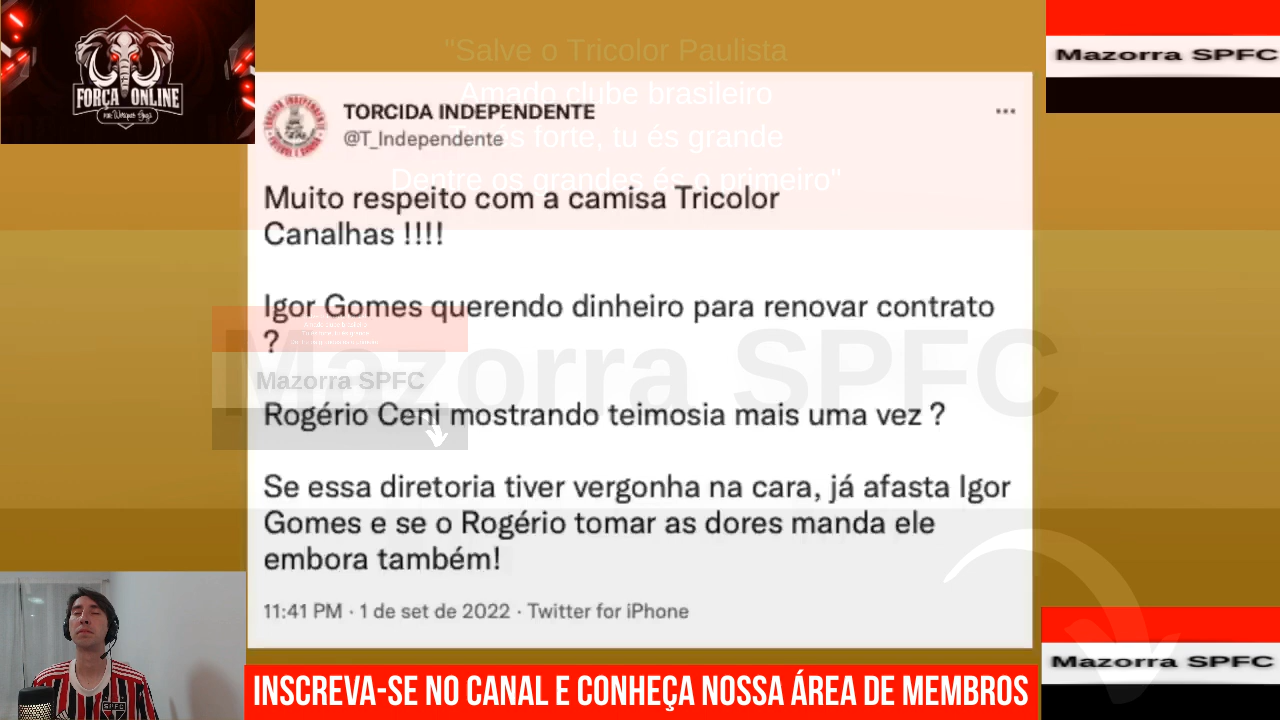 "Salve o Tricolor Paulista
Amado clube brasileiro
és forte, tu és grande
Dentre os grandes és o primeiro"
FORÇA ONLINE
Mazorra SPFC
TORCIDA INDEPENDENTE
@T_Independente
Muito respeito com a camisa Tricolor
Canalhas !!!!
Igor Gomes querendo dinheiro para renovar contrato
?
Mazorra SPFC
Mazorra SPFC
Rogério Ceni mostrando teimosia mais uma vez ?
Se essa diretoria tiver vergonha na cara, já afasta Igor
Gomes e se o Rogério tomar as dores manda ele
embora também!
11:41 PM · 1 de set de 2022 · Twitter for iPhone
Mazorra SPFC
SPFC
INSCREVA-SE NO CANAL E CONHEÇA NOSSA ÁREA DE MEMBROS